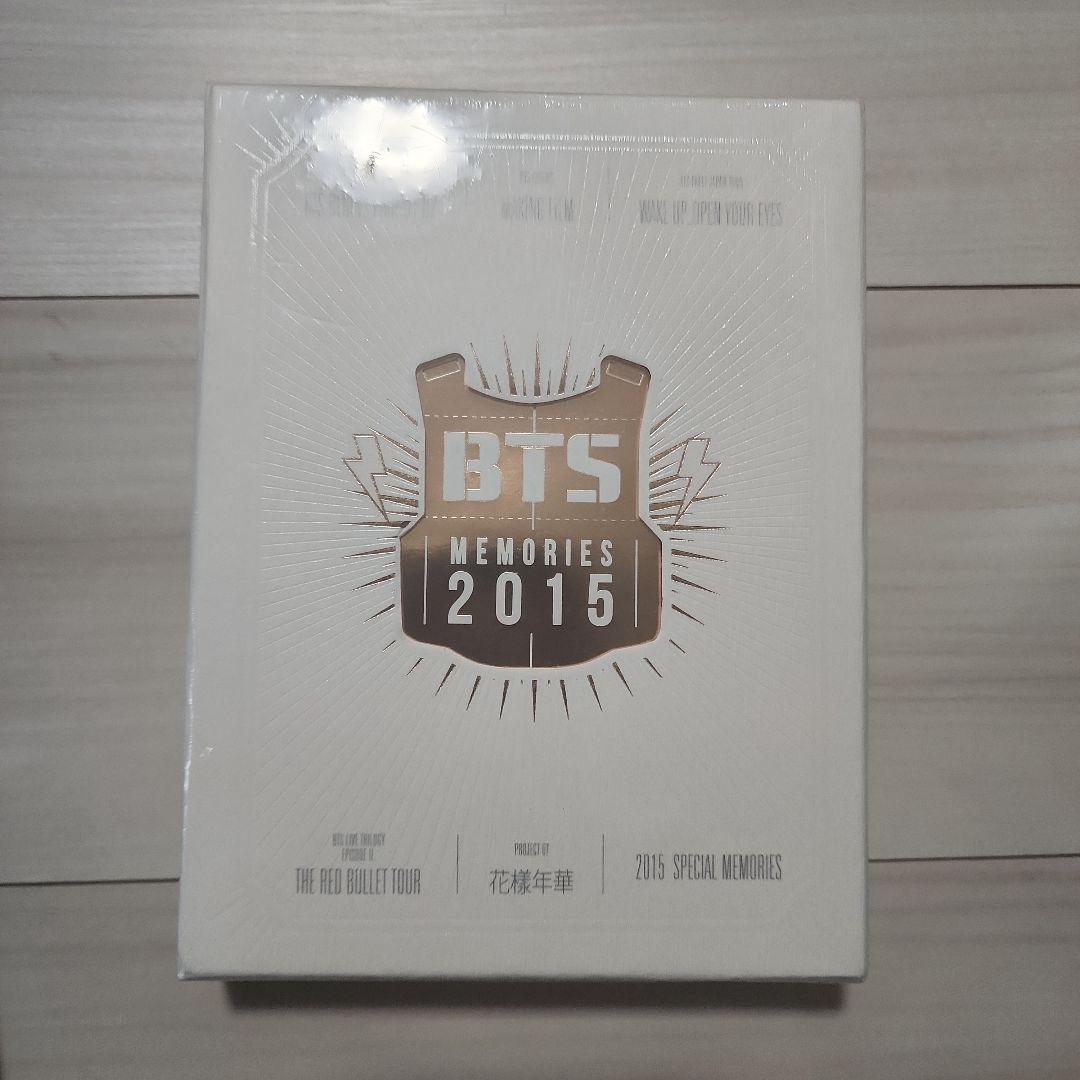 MAKING FILM
WAKE UP:OPEN YOUR EYES
BTS
MEMORIES
2015
BTS LIVE TRILOGY
EPISODE II.
THE RED BULLET TOUR
PROJECT OF
花樣年華
2015 SPECIAL MEMORIES